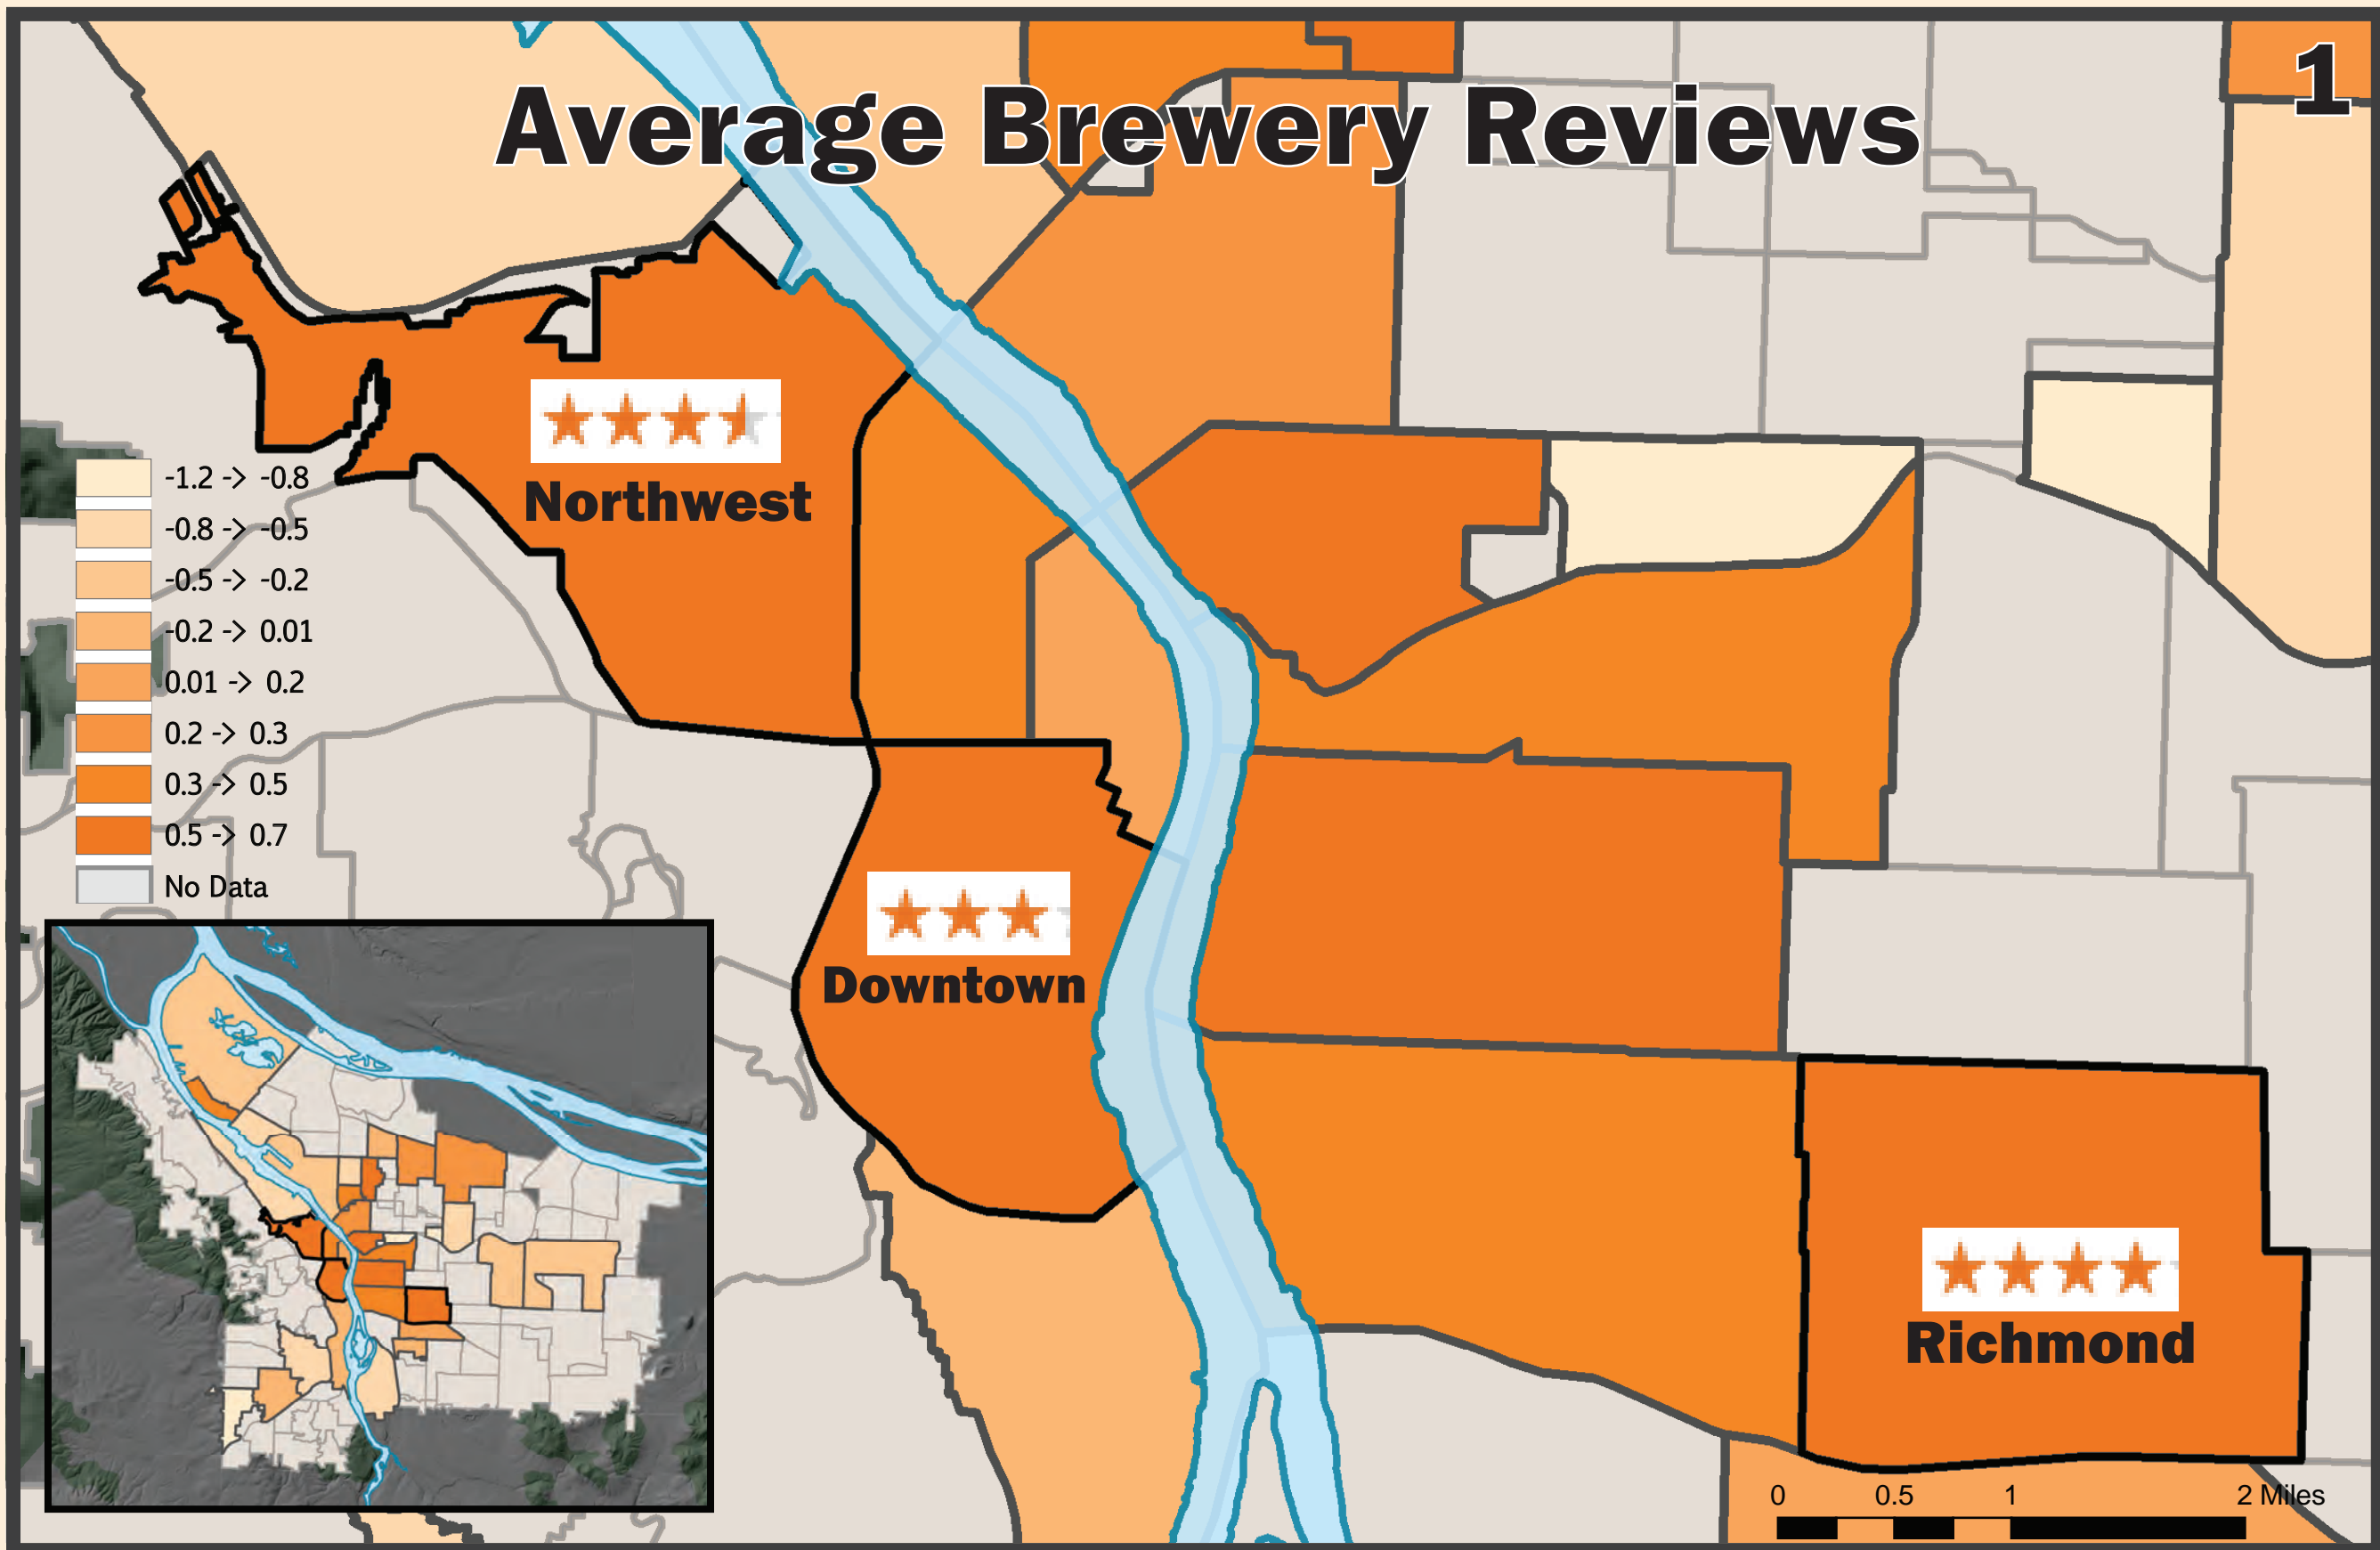 1
Average Brewery Reviews
Northwest
-1.2 -> -0.8
-0.8 -> -0.5
-0.5 -> -0.2
-0.2 -> 0.01
0.01 -> 0.2
0.2 -> 0.3
0.3 -> 0.5
0.5 -> 0.7
No Data
Downtown
Richmond
0 0.5 1 2 Miles